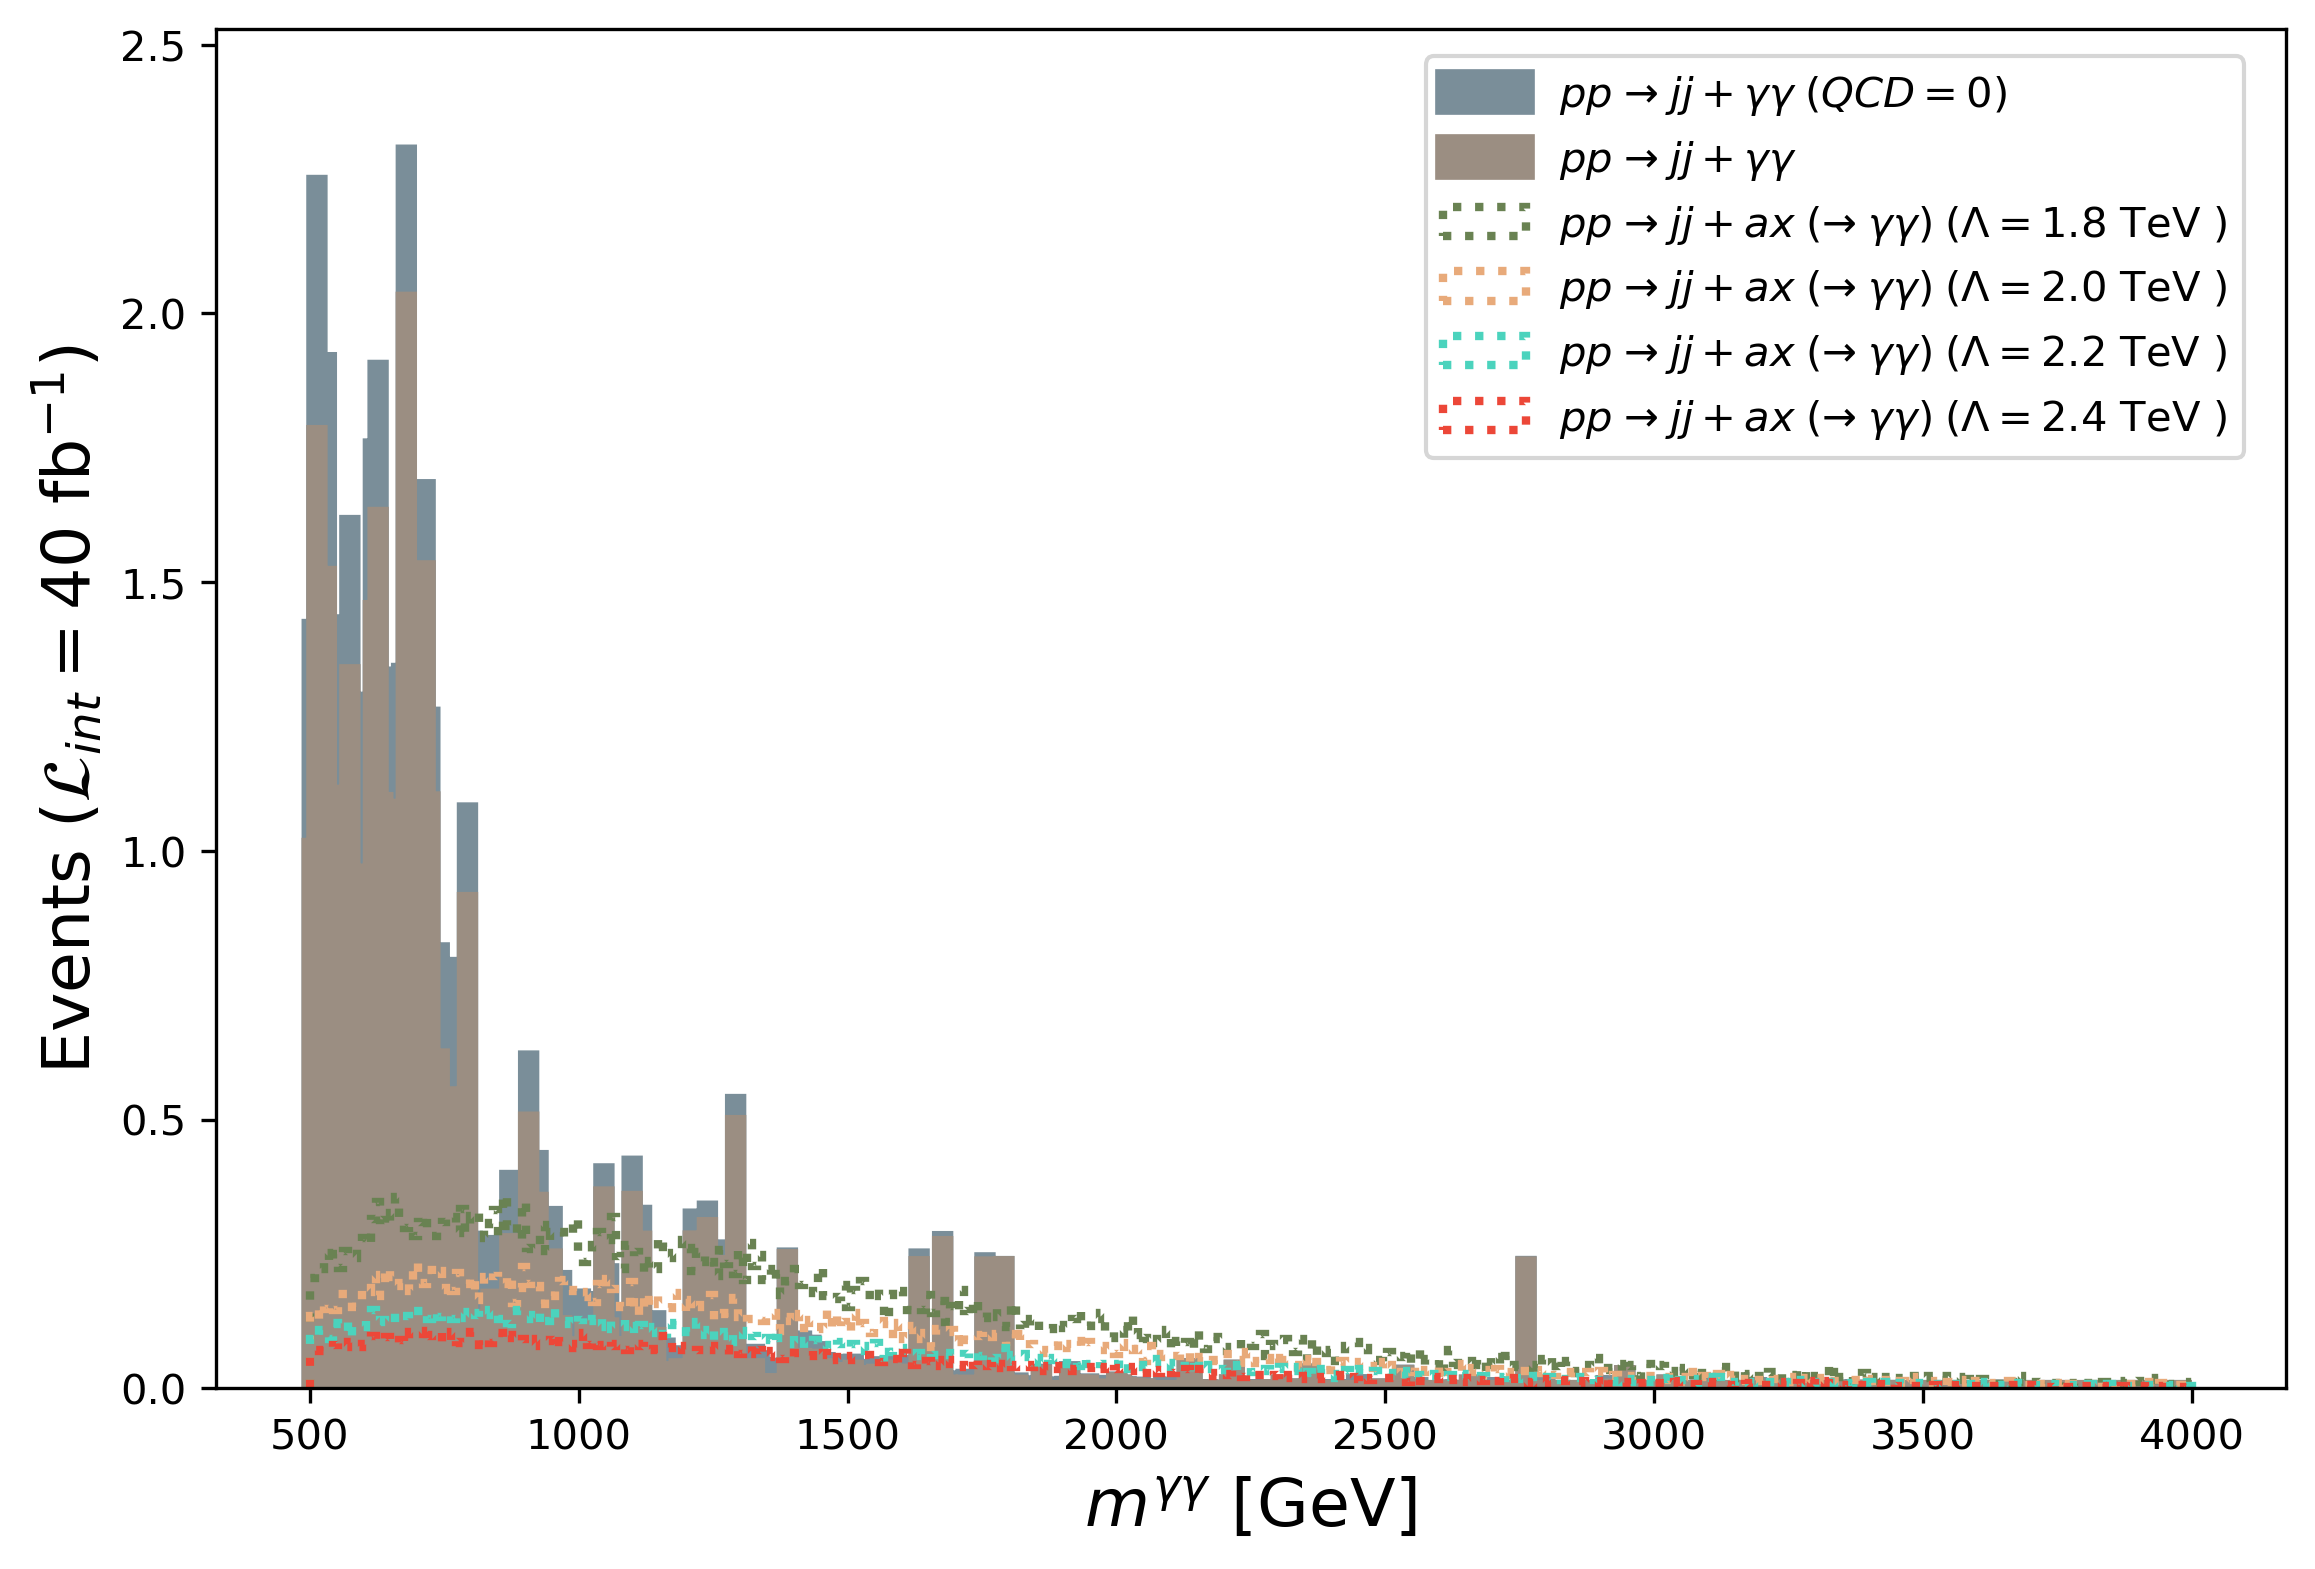 Events (ℒ_int = 40 fb⁻¹)
2.5
2.0
1.5
1.0
0.5
0.0
pp → jj + γγ (QCD = 0)
pp → jj + γγ
pp → jj + ax (→ γγ) (Λ = 1.8 TeV )
pp → jj + ax (→ γγ) (Λ = 2.0 TeV )
pp → jj + ax (→ γγ) (Λ = 2.2 TeV )
pp → jj + ax (→ γγ) (Λ = 2.4 TeV )
500 1000 1500 2000 2500 3000 3500 4000
m^γγ [GeV]